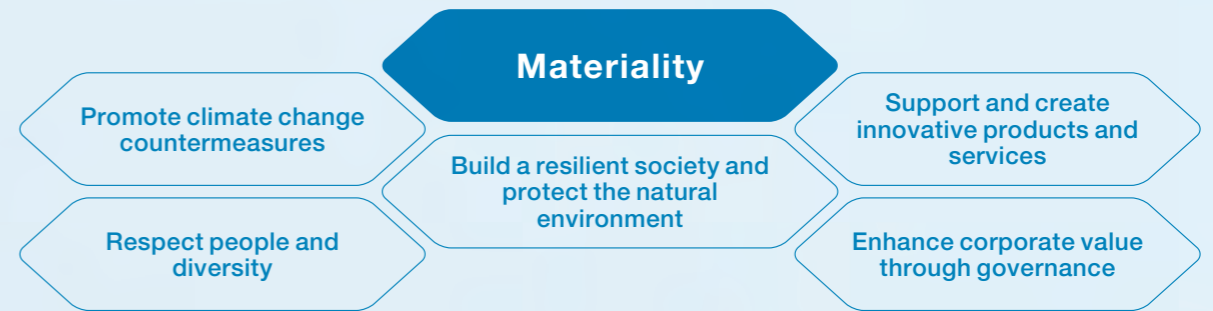 Materiality
Promote climate change
countermeasures
Build a resilient society and
protect the natural
environment
Support and create
innovative products and
services
Respect people and
diversity
Enhance corporate value
through governance